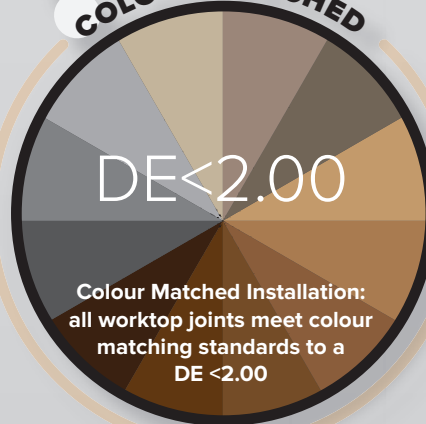 DE<2.00
Colour Matched Installation:
all worktop joints meet colour
matching standards to a
DE <2.00